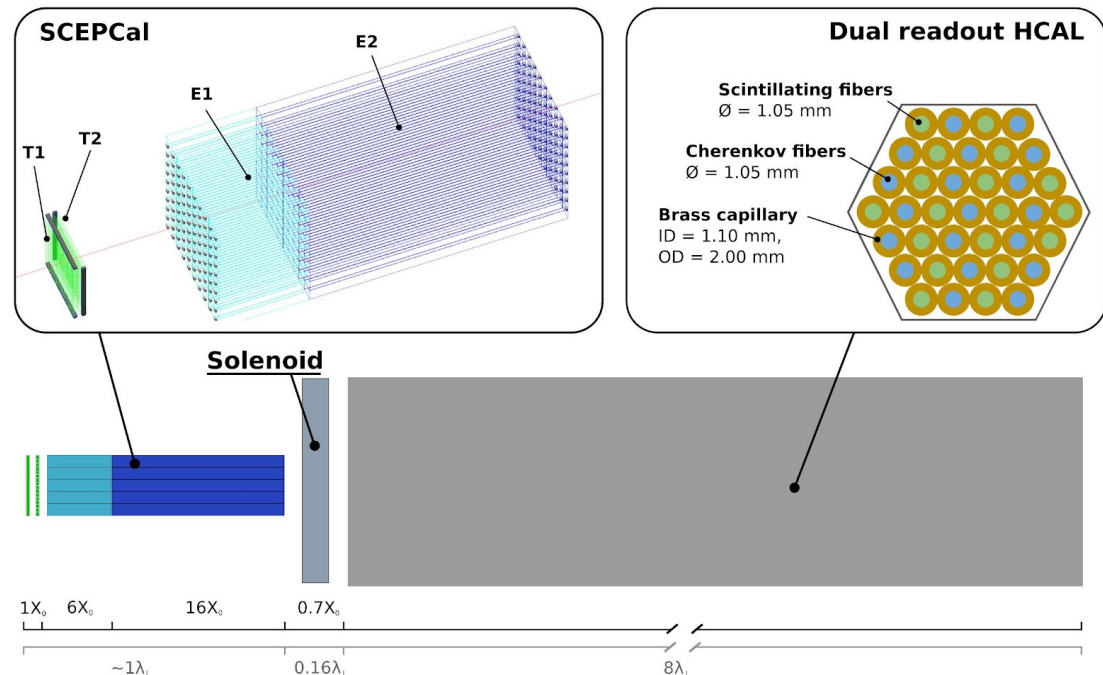 SCEPCal
E2
E1
T2
T1
Dual readout HCAL
Scintillating fibers
Ø = 1.05 mm
Cherenkov fibers
Ø = 1.05 mm
Brass capillary
ID = 1.10 mm,
OD = 2.00 mm
Solenoid
1X₀ 6X₀ 16X₀ 0.7X₀
~1λI 0.16λI 8λI